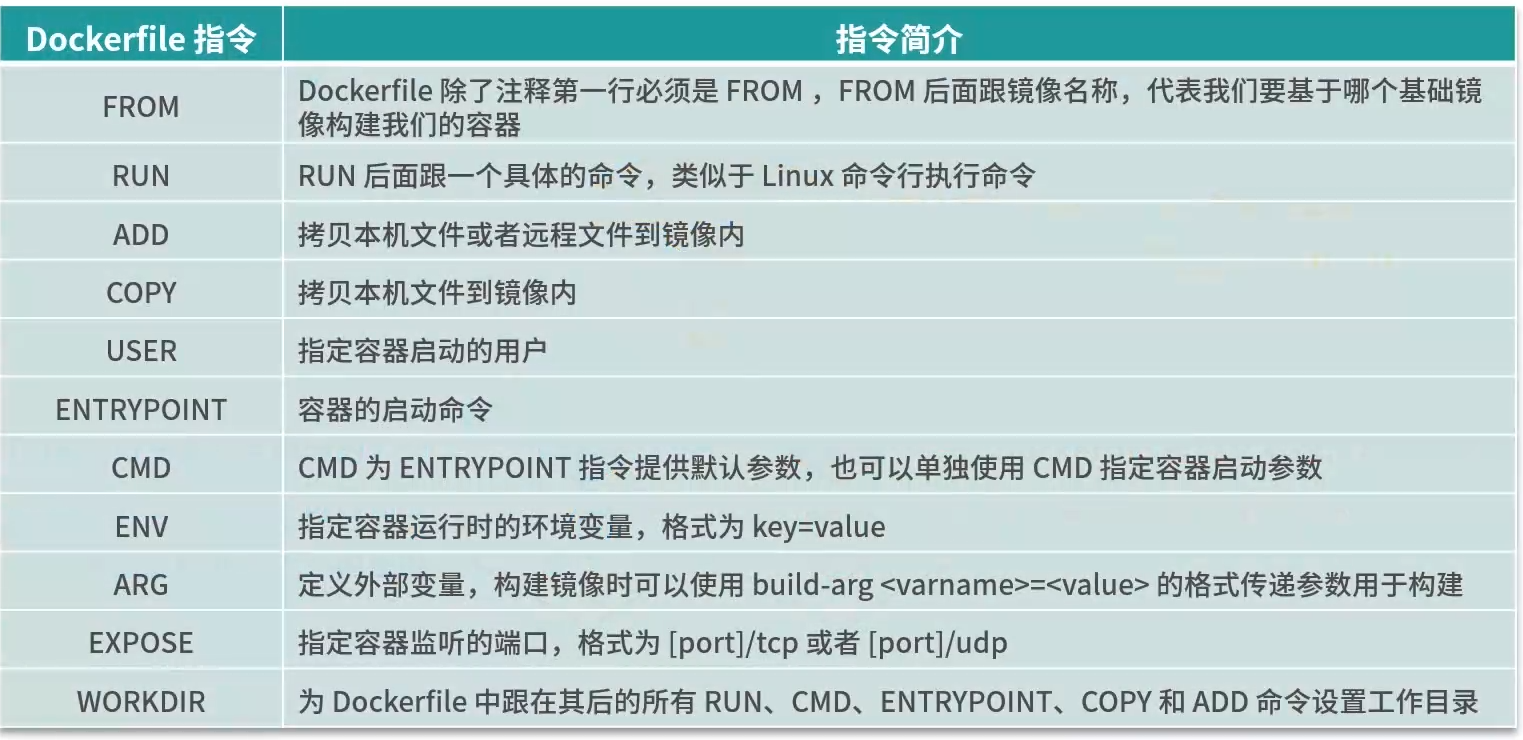 Dockerfile 指令 指令简介
FROM Dockerfile 除了注释第一行必须是 FROM ，FROM 后面跟镜像名称，代表我们要基于哪个基础镜
像构建我们的容器
RUN RUN 后面跟一个具体的命令，类似于 Linux 命令行执行命令
ADD 拷贝本机文件或者远程文件到镜像内
COPY 拷贝本机文件到镜像内
USER 指定容器启动的用户
ENTRYPOINT 容器的启动命令
CMD CMD 为 ENTRYPOINT 指令提供默认参数，也可以单独使用 CMD 指定容器启动参数
ENV 指定容器运行时的环境变量，格式为 key=value
ARG 定义外部变量，构建镜像时可以使用 build-arg <varname>=<value> 的格式传递参数用于构建
EXPOSE 指定容器监听的端口，格式为 [port]/tcp 或者 [port]/udp
WORKDIR 为 Dockerfile 中跟在其后的所有 RUN、CMD、ENTRYPOINT、COPY 和 ADD 命令设置工作目录